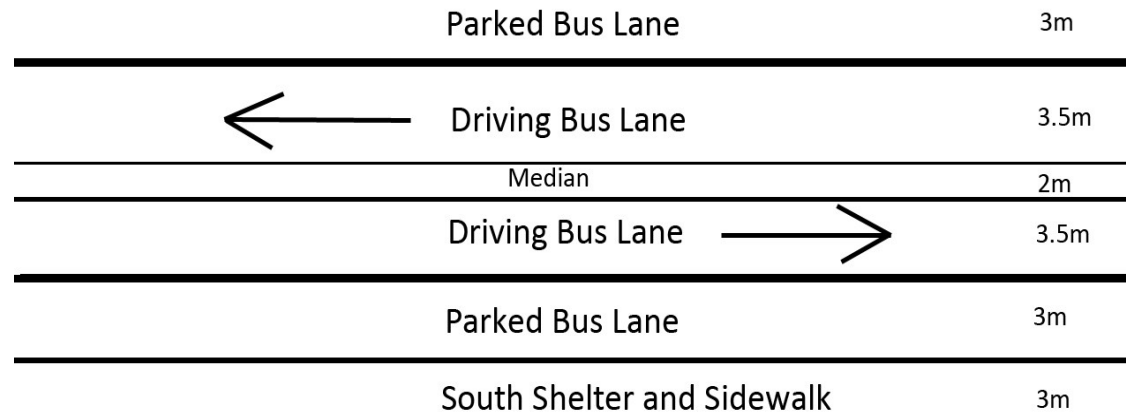 Parked Bus Lane 3m
Driving Bus Lane 3.5m
Median 2m
Driving Bus Lane 3.5m
Parked Bus Lane 3m
South Shelter and Sidewalk 3m